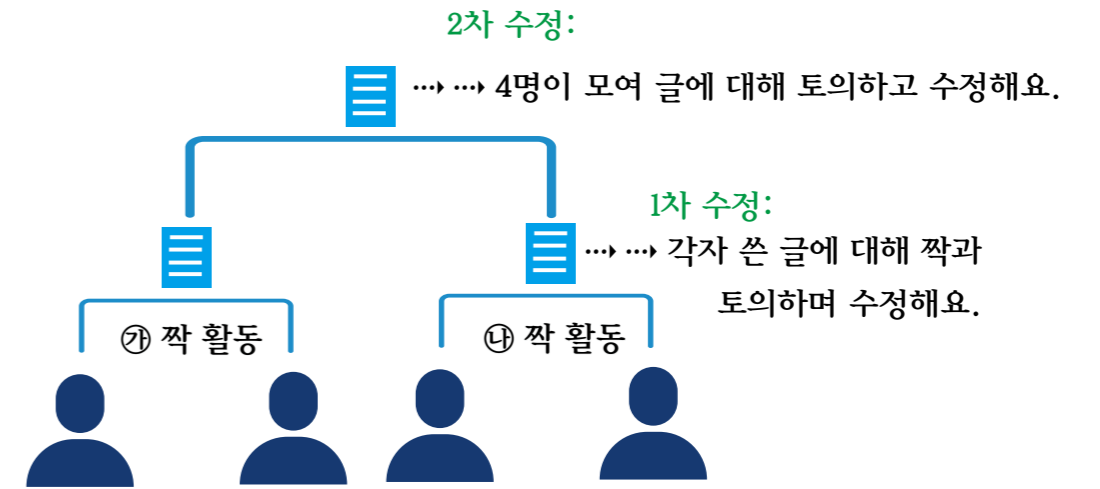 2차 수정:
····→ ····→ 4명이 모여 글에 대해 토의하고 수정해요.
1차 수정:
····→ ····→ 각자 쓴 글에 대해 짝과
토의하며 수정해요.
㉮ 짝 활동
㉯ 짝 활동